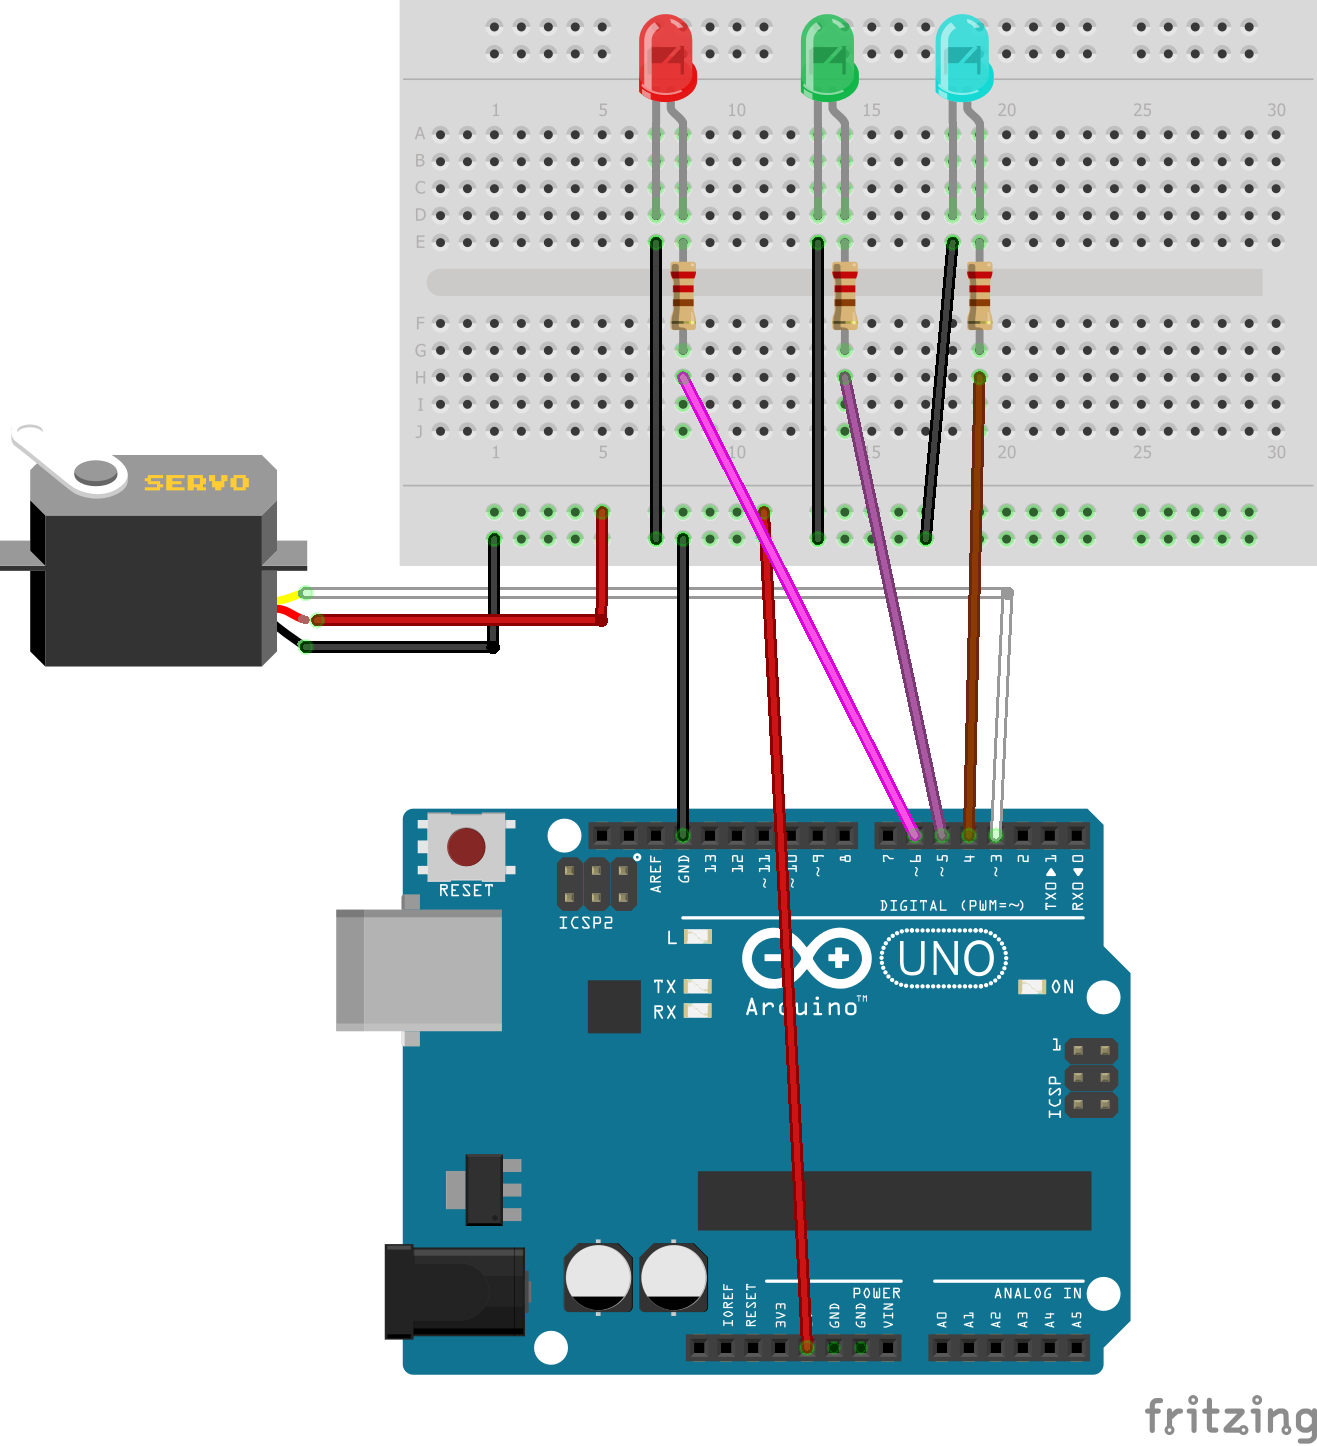 1 5 10 15 20 25 30
A
B
C
D
E
F
G
H
I
J
1 5 10 15 20 25 30
SERVO
RESET
ICSP2
AREF
GND
13
12
~11
~10
~9
8
7
~6
~5
4
~3
2
TX0▶1
RX0◀0
DIGITAL (PWM=~)
L
TX
RX
Arduino™
UNO
ON
1
ICSP
POWER
ANALOG IN
IOREF
RESET
3V3
GND
GND
VIN
A0
A1
A2
A3
A4
A5
fritzing